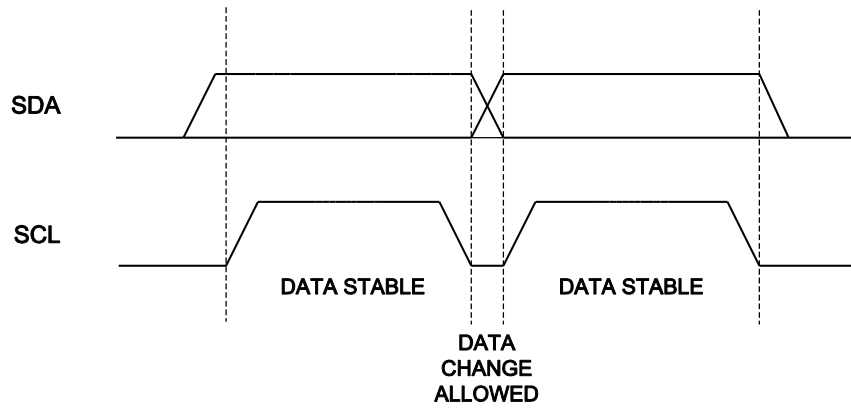 SDA
SCL
DATA STABLE
DATA STABLE
DATA
CHANGE
ALLOWED